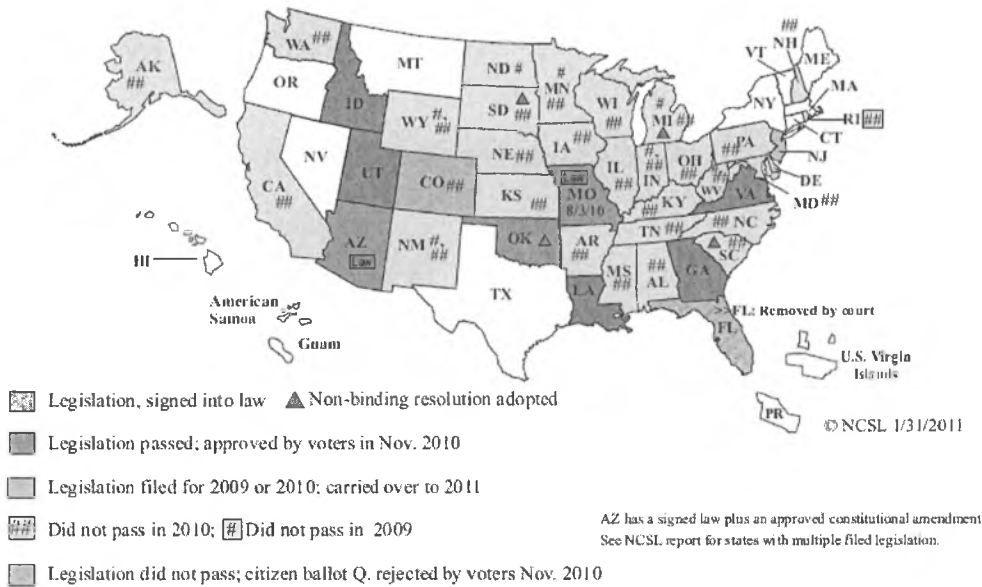 AK
##
WA ##
OR
ID
MT
WY #,
##
NV
UT
CA
##
CO ##
AZ
Law
NM #,
##
ND #
SD
##
NE ##
KS
##
OK
TX
#
MN
##
IA ##
Law
MO
8/3/10
AR
##
LA
WI
##
IL
##
#
MI ##
#,
##
IN
OH
##
KY
##
TN ##
MS
##
##
AL
GA
## NC
##
SC
##
WV
VA
## PA
NY
##
NH
VT
ME
MA
RI ##
CT
NJ
DE
MD ##
HI
American
Samoa
Guam
>>FL: Removed by court
FL
U.S. Virgin
Islands
PR
© NCSL 1/31/2011
Legislation, signed into law
Non-binding resolution adopted
Legislation passed; approved by voters in Nov. 2010
Legislation filed for 2009 or 2010; carried over to 2011
## Did not pass in 2010; # Did not pass in 2009
Legislation did not pass; citizen ballot Q. rejected by voters Nov. 2010
AZ has a signed law plus an approved constitutional amendment
See NCSL report for states with multiple filed legislation.